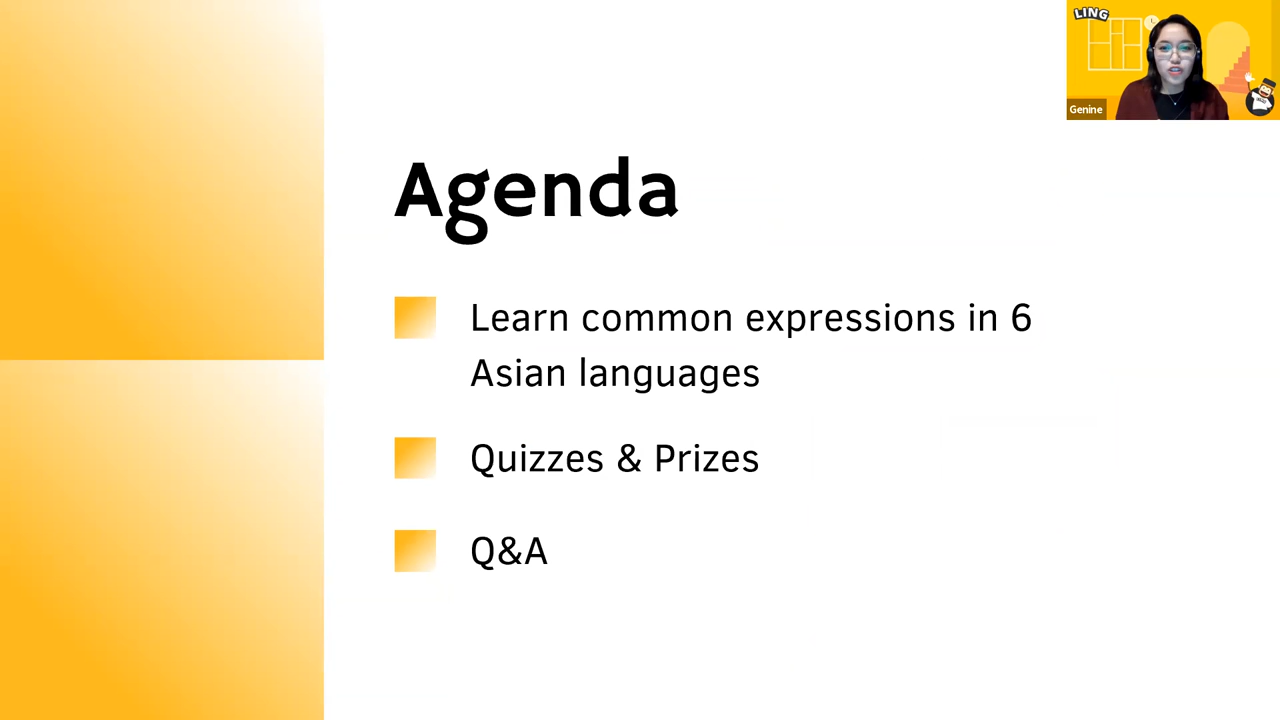 LING
Genine
Agenda
Learn common expressions in 6
Asian languages
Quizzes & Prizes
Q&A